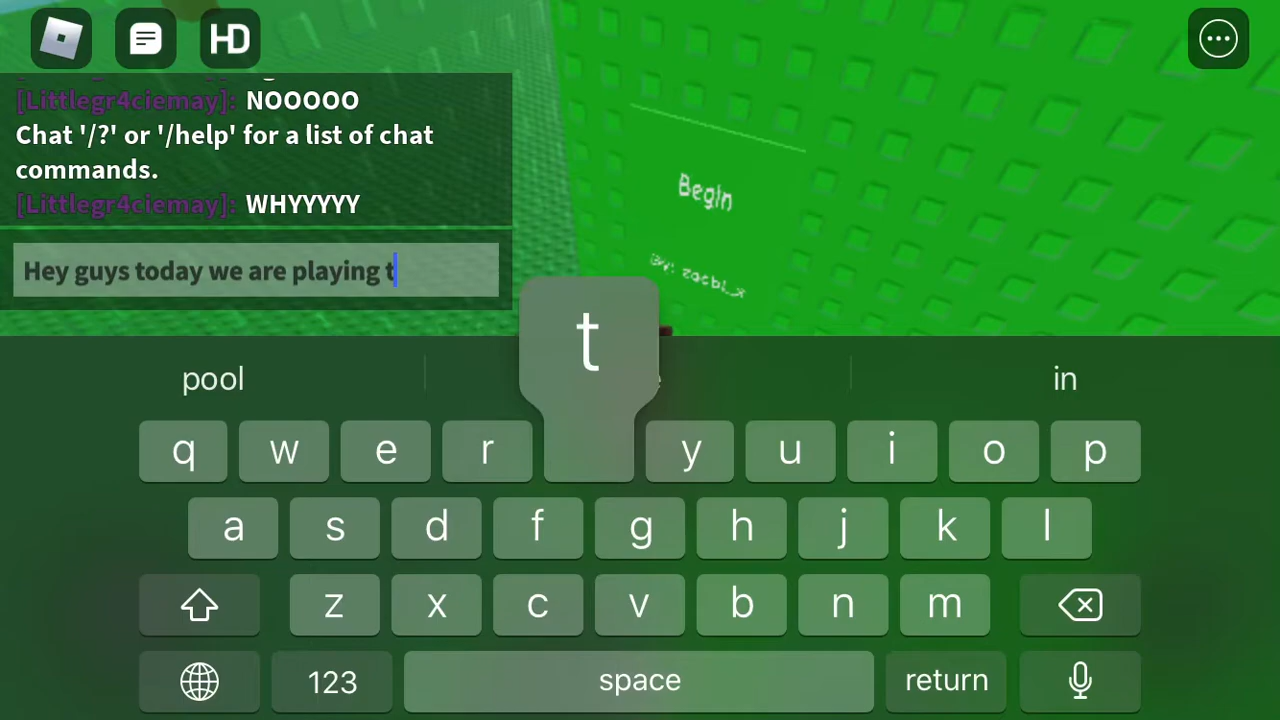 HD
[Littlegr4ciemay]: NOOOOO
Chat '/?' or '/help' for a list of chat
commands.
[Littlegr4ciemay]: WHYYYYY
Hey guys today we are playing t
Begin
t
pool
in
q w e r y u i o p
a s d f g h j k l
z x c v b n m
123 space return